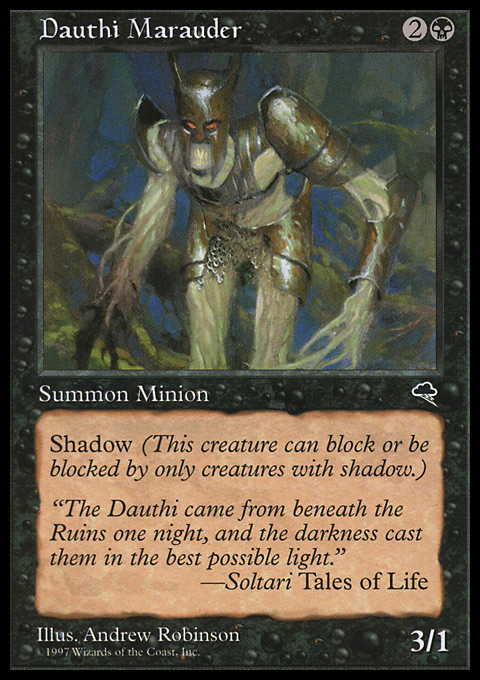 Dauthi Marauder 2
Summon Minion
Shadow (This creature can block or be
blocked by only creatures with shadow.)
“The Dauthi came from beneath the
Ruins one night, and the darkness cast
them in the best possible light.”
—Soltari Tales of Life
Illus. Andrew Robinson
©1997 Wizards of the Coast, Inc.
3/1